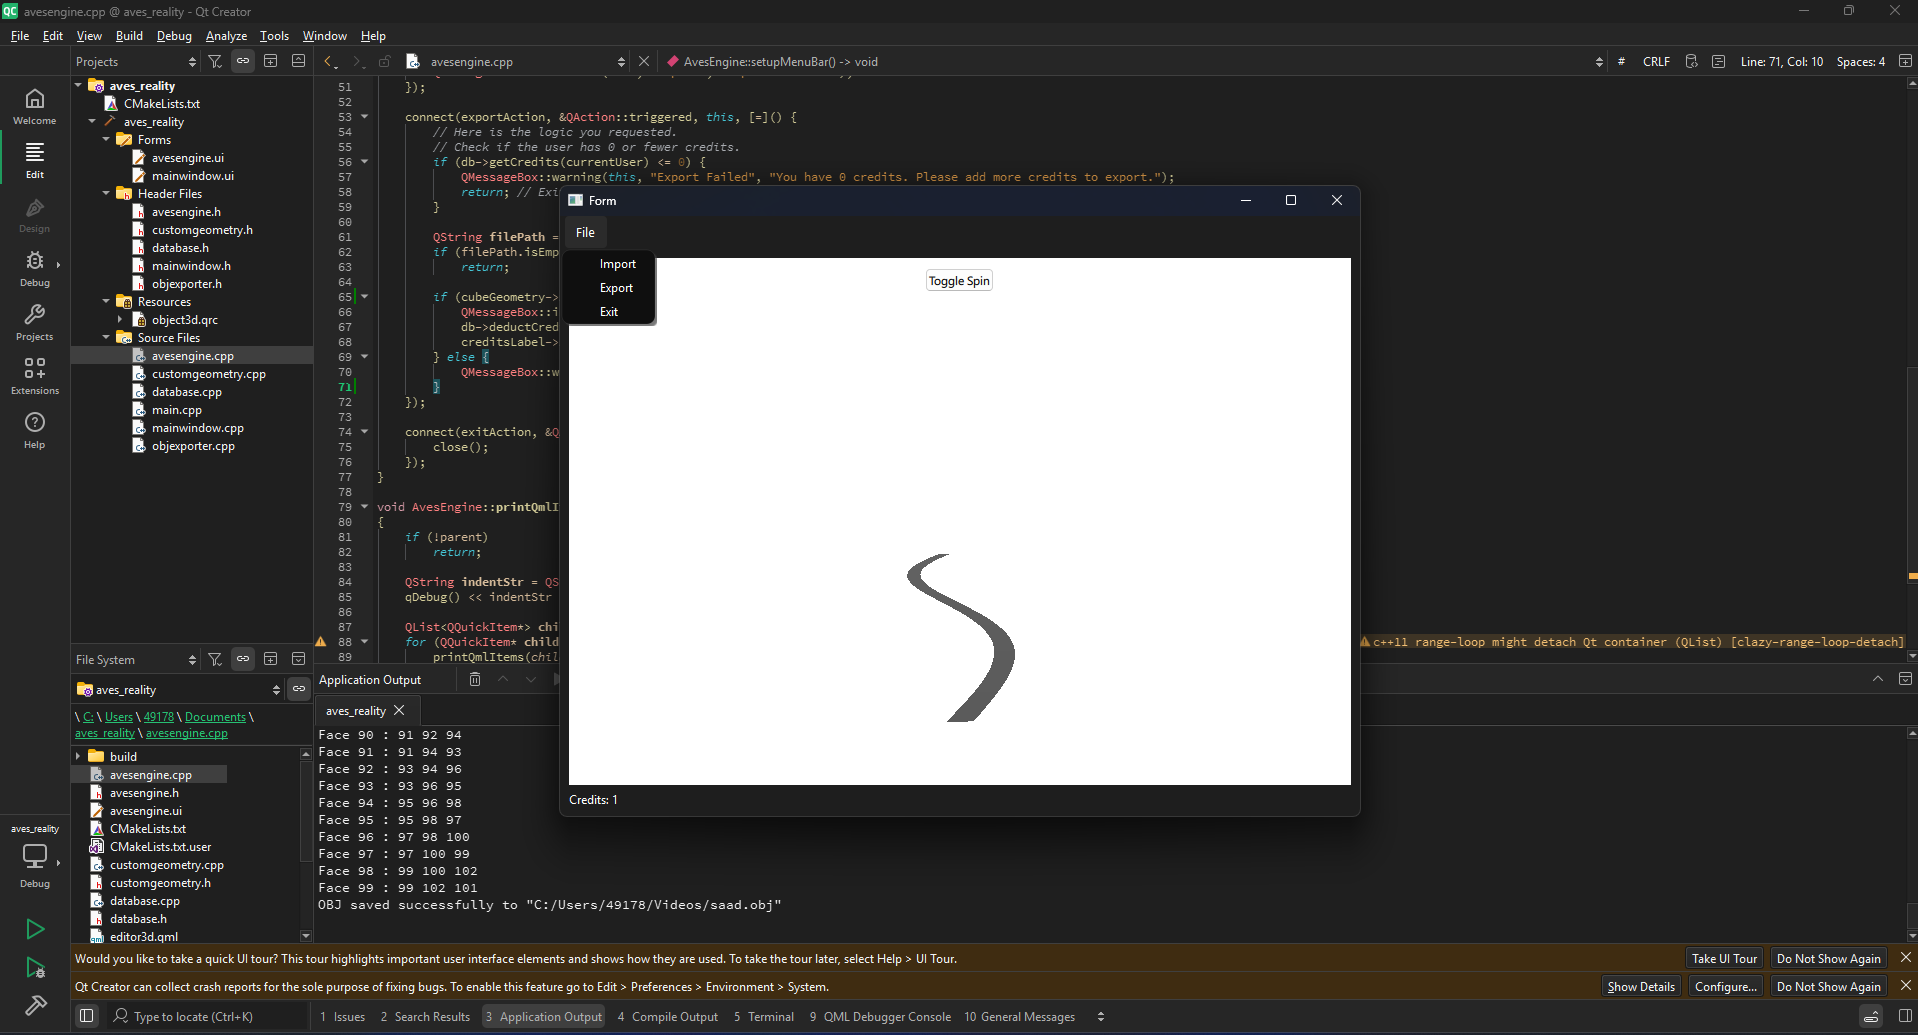 avesengine.cpp @ aves_reality - Qt Creator
File Edit View Build Debug Analyze Tools Window Help
Projects
avesengine.cpp
AvesEngine::setupMenuBar() -> void
# CRLF Line: 71, Col: 10 Spaces: 4
Welcome
Edit
Design
Debug
Projects
Extensions
Help
aves_reality
CMakeLists.txt
aves_reality
Forms
avesengine.ui
mainwindow.ui
Header Files
avesengine.h
customgeometry.h
database.h
mainwindow.h
objexporter.h
Resources
object3d.qrc
Source Files
avesengine.cpp
customgeometry.cpp
database.cpp
main.cpp
mainwindow.cpp
objexporter.cpp
51 });
52
53 connect(exportAction, &QAction::triggered, this, [=]() {
54 // Here is the logic you requested.
55 // Check if the user has 0 or fewer credits.
56 if (db->getCredits(currentUser) <= 0) {
57 QMessageBox::warning(this, "Export Failed", "You have 0 credits. Please add more credits to export.");
58 return; // Exi
59 }
60
61 QString filePath =
62 if (filePath.isEmp
63 return;
64
65 if (cubeGeometry->
66 QMessageBox::i
67 db->deductCred
68 creditsLabel->
69 } else {
70 QMessageBox::w
71 }
72 });
73
74 connect(exitAction, &Q
75 close();
76 });
77 }
78
79 void AvesEngine::printQmlI
80 {
81 if (!parent)
82 return;
83
84 QString indentStr = QS
85 qDebug() << indentStr
86
87 QList<QQuickItem*> chi
88 for (QQuickItem* child
c++11 range-loop might detach Qt container (QList) [clazy-range-loop-detach]
89 printQmlItems(chil
Form
File
Import
Export
Exit
Toggle Spin
Credits: 1
File System
aves_reality
\ C: \ Users \ 49178 \ Documents \
aves_reality \ avesengine.cpp
build
avesengine.cpp
avesengine.h
avesengine.ui
CMakeLists.txt
CMakeLists.txt.user
customgeometry.cpp
customgeometry.h
database.cpp
database.h
editor3d.qml
aves_reality
Debug
Application Output
aves_reality
Face 90 : 91 92 94
Face 91 : 91 94 93
Face 92 : 93 94 96
Face 93 : 93 96 95
Face 94 : 95 96 98
Face 95 : 95 98 97
Face 96 : 97 98 100
Face 97 : 97 100 99
Face 98 : 99 100 102
Face 99 : 99 102 101
OBJ saved successfully to "C:/Users/49178/Videos/saad.obj"
Would you like to take a quick UI tour? This tour highlights important user interface elements and shows how they are used. To take the tour later, select Help > UI Tour.
Take UI Tour
Do Not Show Again
Qt Creator can collect crash reports for the sole purpose of fixing bugs. To enable this feature go to Edit > Preferences > Environment > System.
Show Details
Configure...
Do Not Show Again
Type to locate (Ctrl+K)
1 Issues 2 Search Results 3 Application Output 4 Compile Output 5 Terminal 9 QML Debugger Console 10 General Messages